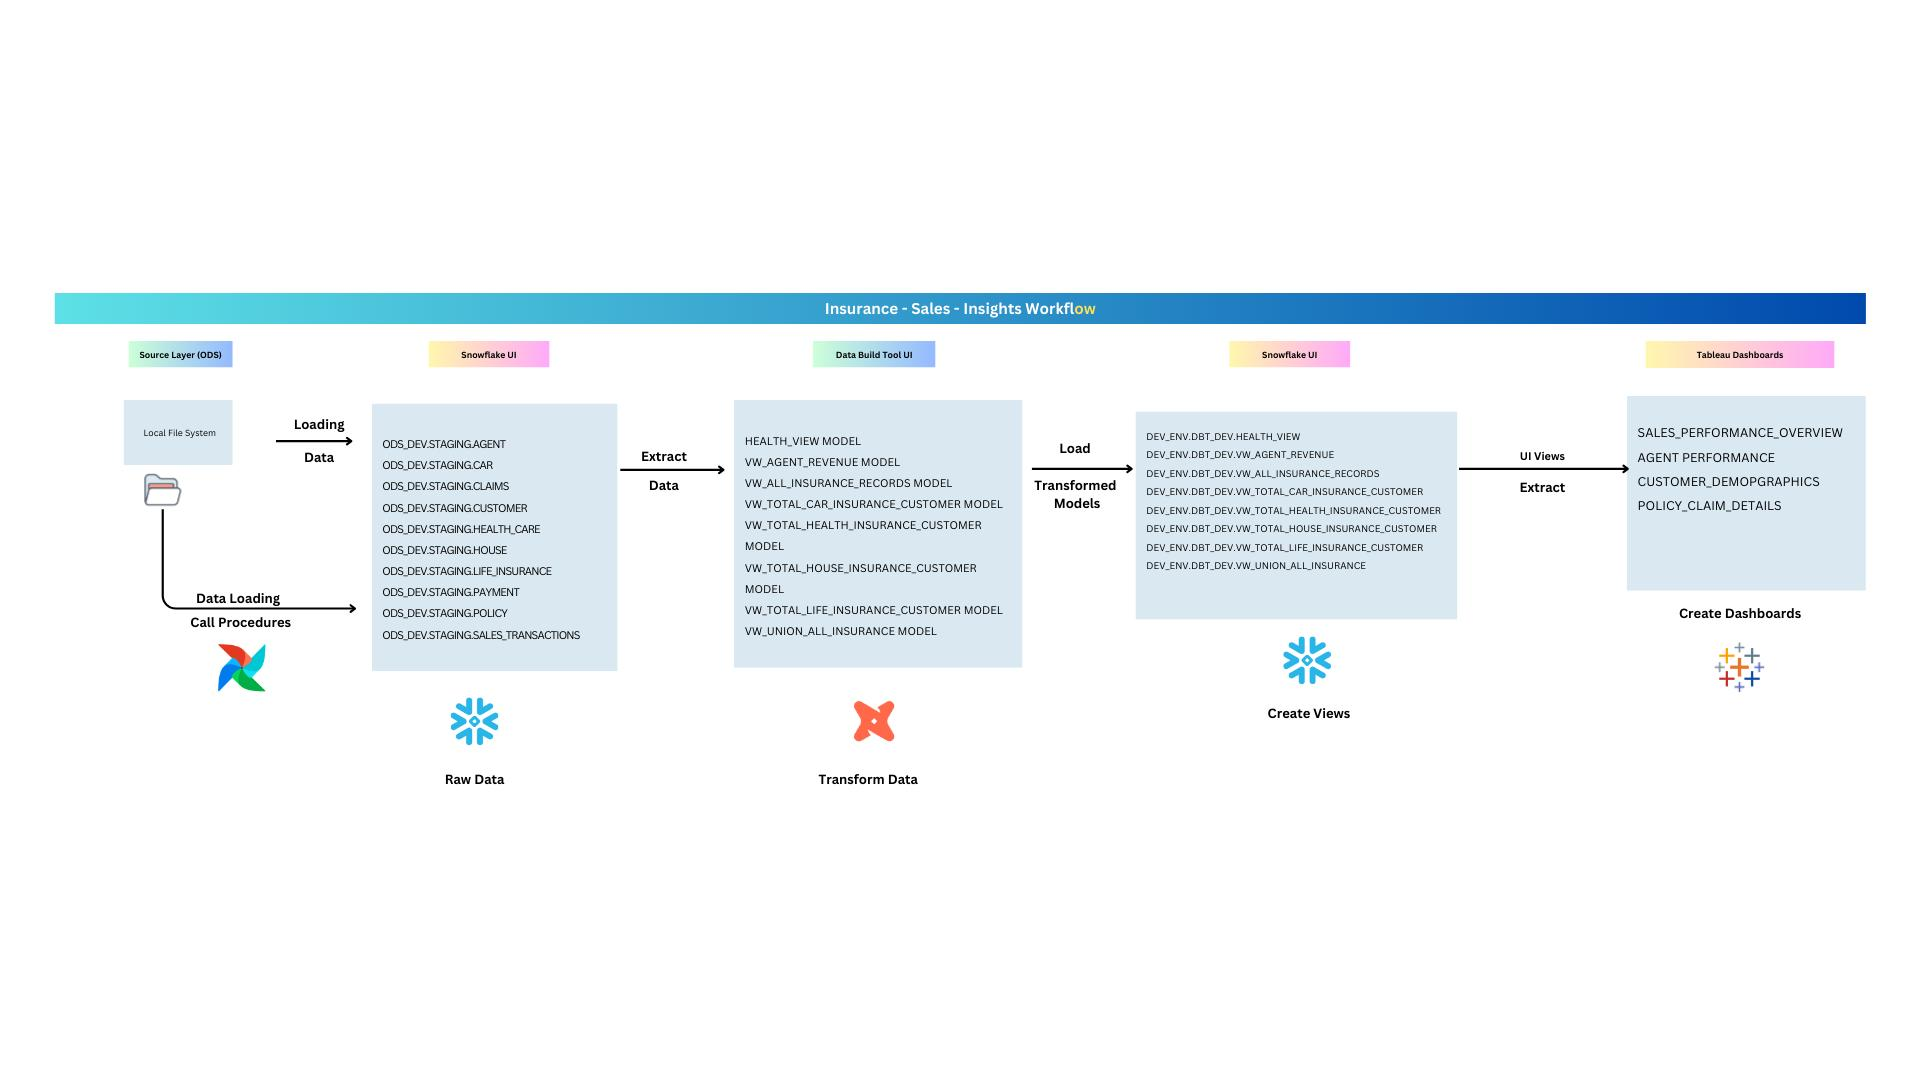 Insurance - Sales - Insights Workflow
Source Layer (ODS)
Snowflake UI
Data Build Tool UI
Snowflake UI
Tableau Dashboards
Local File System
Loading
Data
Data Loading
Call Procedures
ODS_DEV.STAGING.AGENT
ODS_DEV.STAGING.CAR
ODS_DEV.STAGING.CLAIMS
ODS_DEV.STAGING.CUSTOMER
ODS_DEV.STAGING.HEALTH_CARE
ODS_DEV.STAGING.HOUSE
ODS_DEV.STAGING.LIFE_INSURANCE
ODS_DEV.STAGING.PAYMENT
ODS_DEV.STAGING.POLICY
ODS_DEV.STAGING.SALES_TRANSACTIONS
Raw Data
Extract
Data
HEALTH_VIEW MODEL
VW_AGENT_REVENUE MODEL
VW_ALL_INSURANCE_RECORDS MODEL
VW_TOTAL_CAR_INSURANCE_CUSTOMER MODEL
VW_TOTAL_HEALTH_INSURANCE_CUSTOMER
MODEL
VW_TOTAL_HOUSE_INSURANCE_CUSTOMER
MODEL
VW_TOTAL_LIFE_INSURANCE_CUSTOMER MODEL
VW_UNION_ALL_INSURANCE MODEL
Transform Data
Load
Transformed
Models
DEV_ENV.DBT_DEV.HEALTH_VIEW
DEV_ENV.DBT_DEV.VW_AGENT_REVENUE
DEV_ENV.DBT_DEV.VW_ALL_INSURANCE_RECORDS
DEV_ENV.DBT_DEV.VW_TOTAL_CAR_INSURANCE_CUSTOMER
DEV_ENV.DBT_DEV.VW_TOTAL_HEALTH_INSURANCE_CUSTOMER
DEV_ENV.DBT_DEV.VW_TOTAL_HOUSE_INSURANCE_CUSTOMER
DEV_ENV.DBT_DEV.VW_TOTAL_LIFE_INSURANCE_CUSTOMER
DEV_ENV.DBT_DEV.VW_UNION_ALL_INSURANCE
Create Views
UI Views
Extract
SALES_PERFORMANCE_OVERVIEW
AGENT PERFORMANCE
CUSTOMER_DEMOPGRAPHICS
POLICY_CLAIM_DETAILS
Create Dashboards